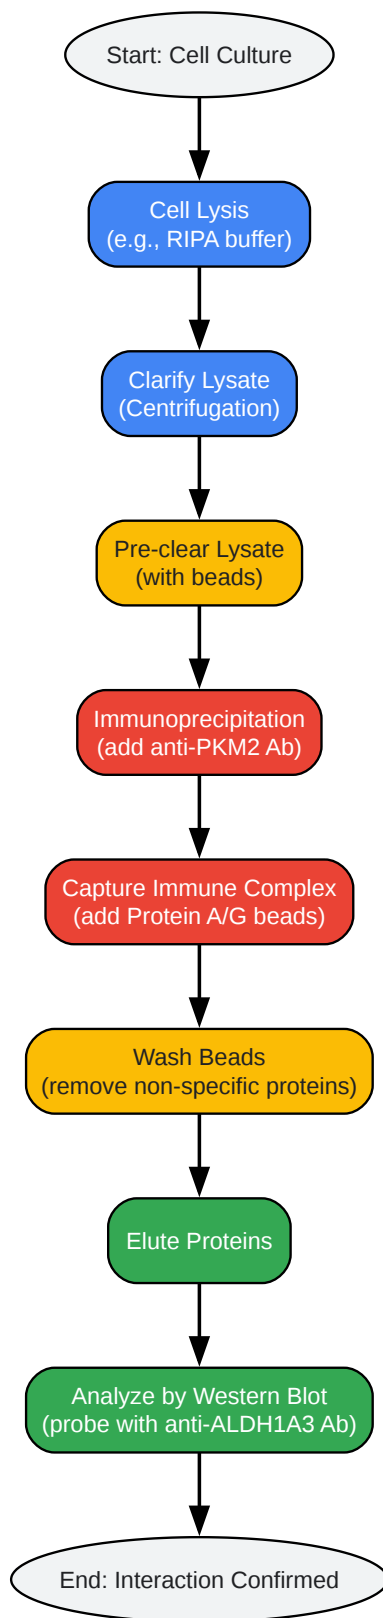 Start: Cell Culture
Cell Lysis
(e.g., RIPA buffer)
Clarify Lysate
(Centrifugation)
Pre-clear Lysate
(with beads)
Immunoprecipitation
(add anti-PKM2 Ab)
Capture Immune Complex
(add Protein A/G beads)
Wash Beads
(remove non-specific proteins)
Elute Proteins
Analyze by Western Blot
(probe with anti-ALDH1A3 Ab)
End: Interaction Confirmed